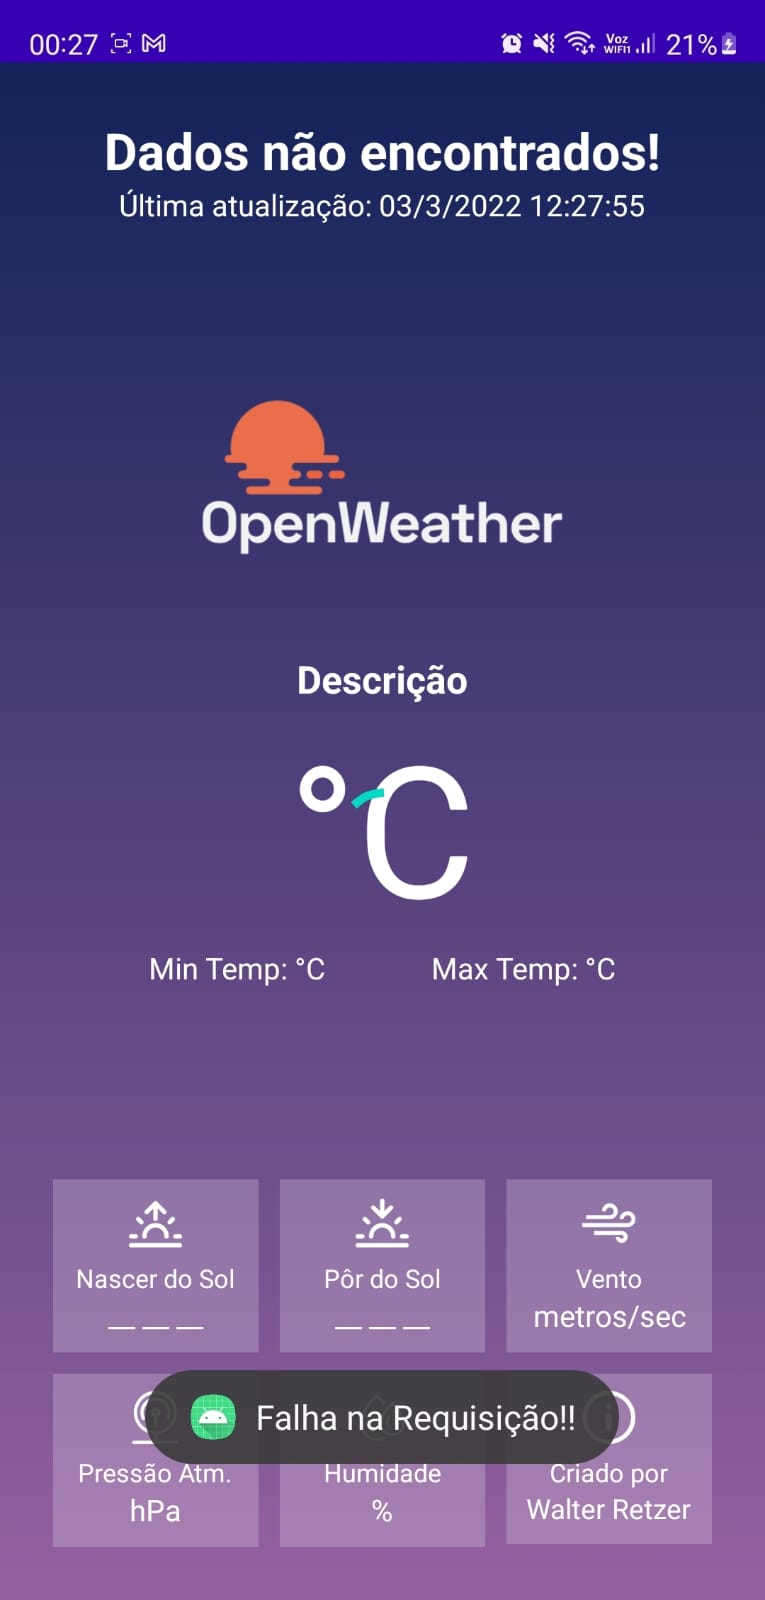 00:27
Voz
WIFI1
21%
Dados não encontrados!
Última atualização: 03/3/2022 12:27:55
OpenWeather
Descrição
°C
Min Temp: °C
Max Temp: °C
Nascer do Sol
_ _ _
Pôr do Sol
_ _ _
Vento
metros/sec
Falha na Requisição!!
Pressão Atm.
hPa
Humidade
%
Criado por
Walter Retzer